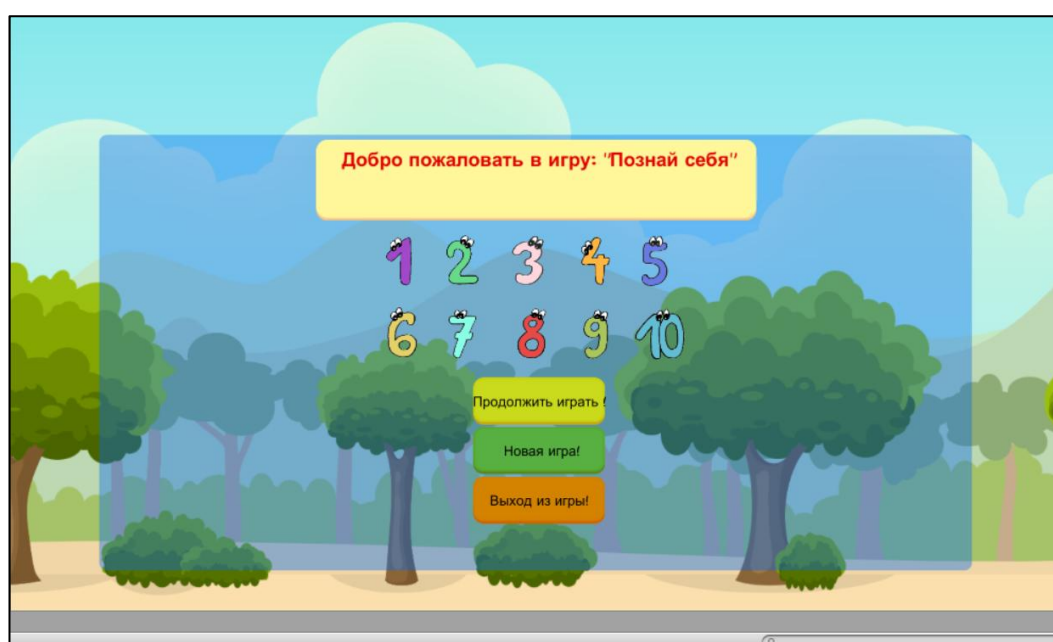 Добро пожаловать в игру: "Познай себя"
1 2 3 4 5
6 7 8 9 10
Продолжить играть !
Новая игра!
Выход из игры!